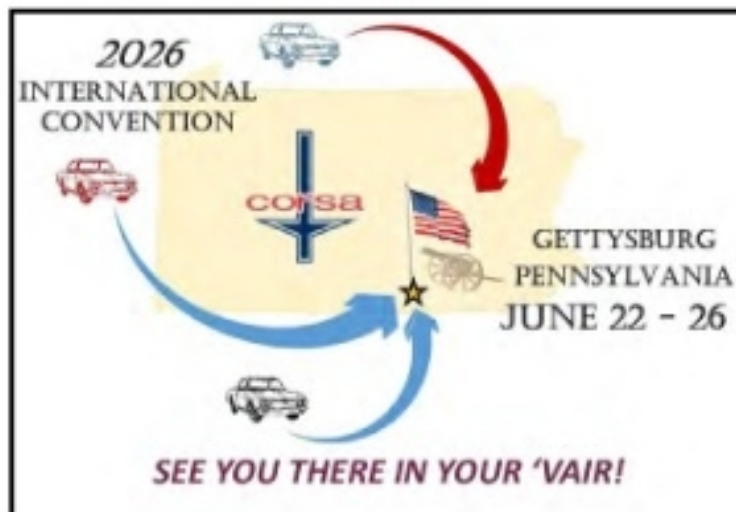 2026
INTERNATIONAL
CONVENTION
corsa
GETTYSBURG
PENNSYLVANIA
JUNE 22 - 26
SEE YOU THERE IN YOUR 'VAIR!